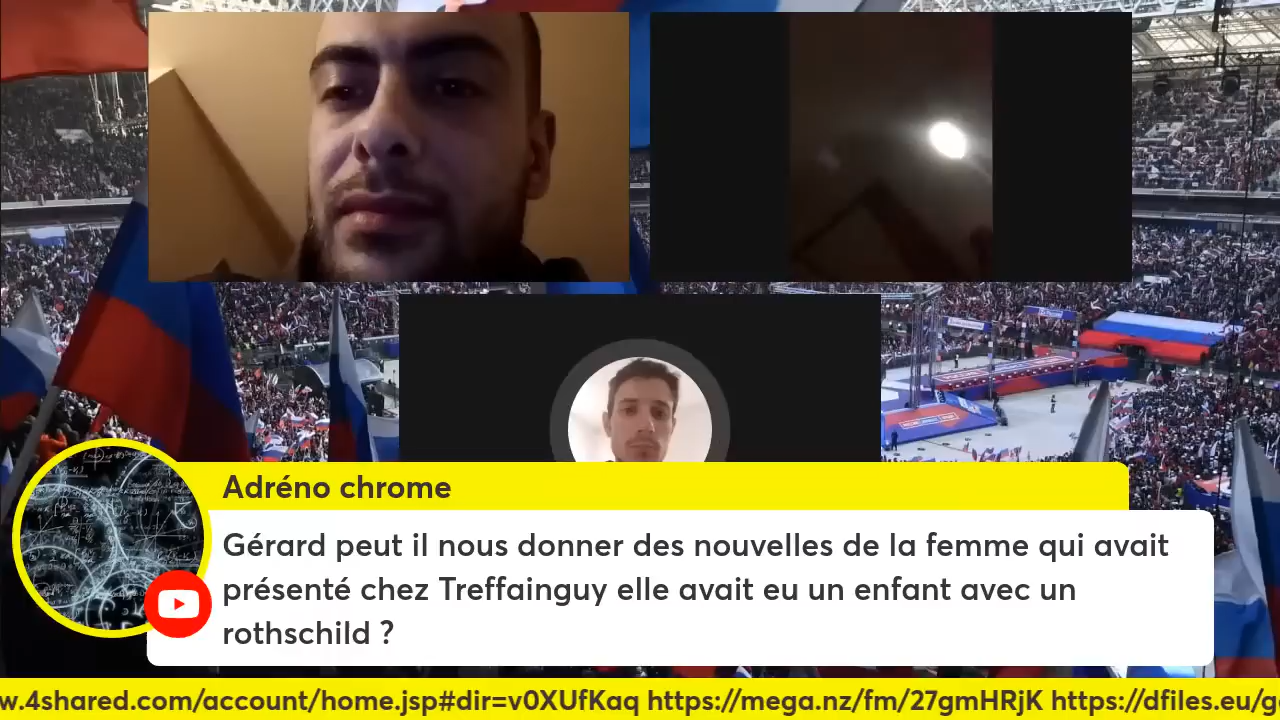 Adréno chrome
Gérard peut il nous donner des nouvelles de la femme qui avait
présenté chez Treffainguy elle avait eu un enfant avec un
rothschild ?
w.4shared.com/account/home.jsp#dir=v0XUfKaq https://mega.nz/fm/27gmHRjK https://dfiles.eu/g